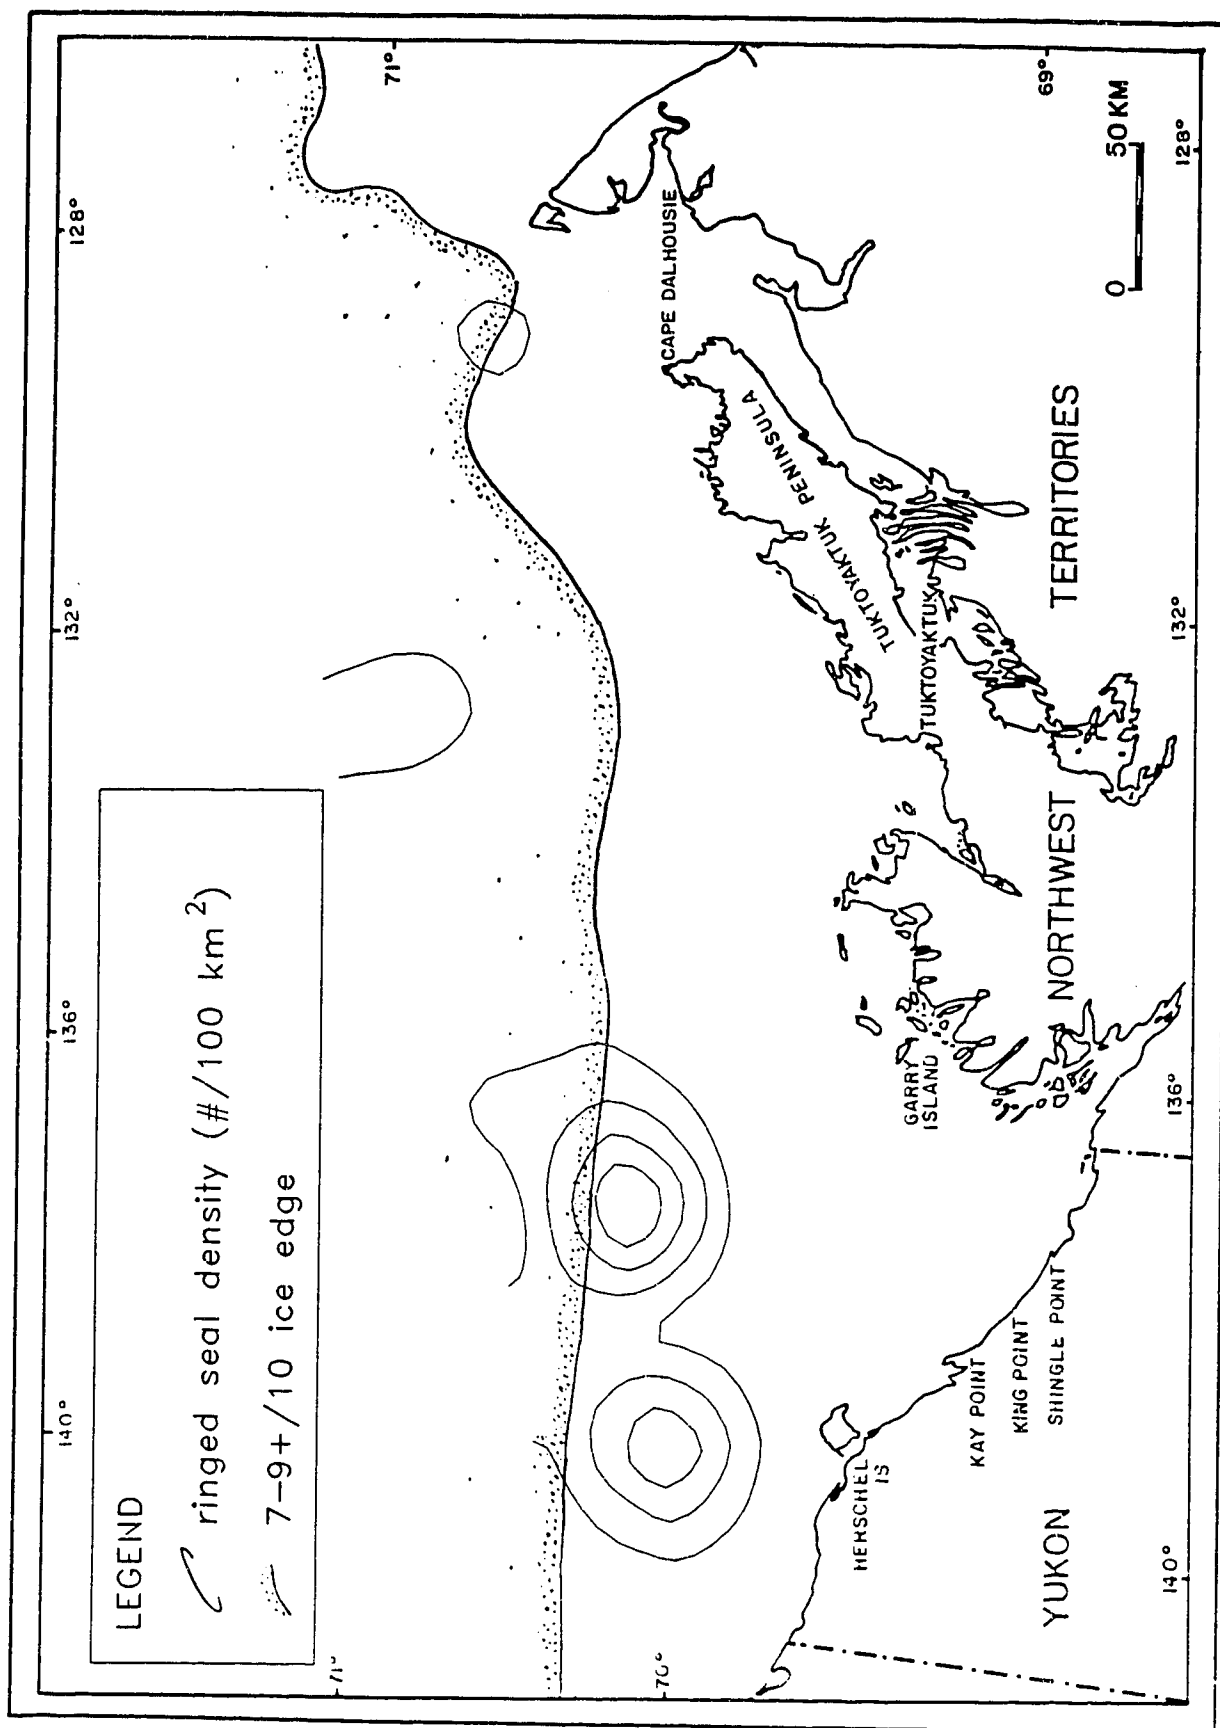 LEGEND
ringed seal density (#/100 km²)
7-9+/10 ice edge
140°
136°
132°
128°
71°
71°
70°
69°
CAPE DALHOUSIE
TUKTOYAKTUK PENINSULA
TUKTOYAKTUK
GARRY
ISLAND
HERSCHEL
IS
KAY POINT
KING POINT
SHINGLE POINT
YUKON
NORTHWEST TERRITORIES
0 50 KM
140°
136°
132°
128°